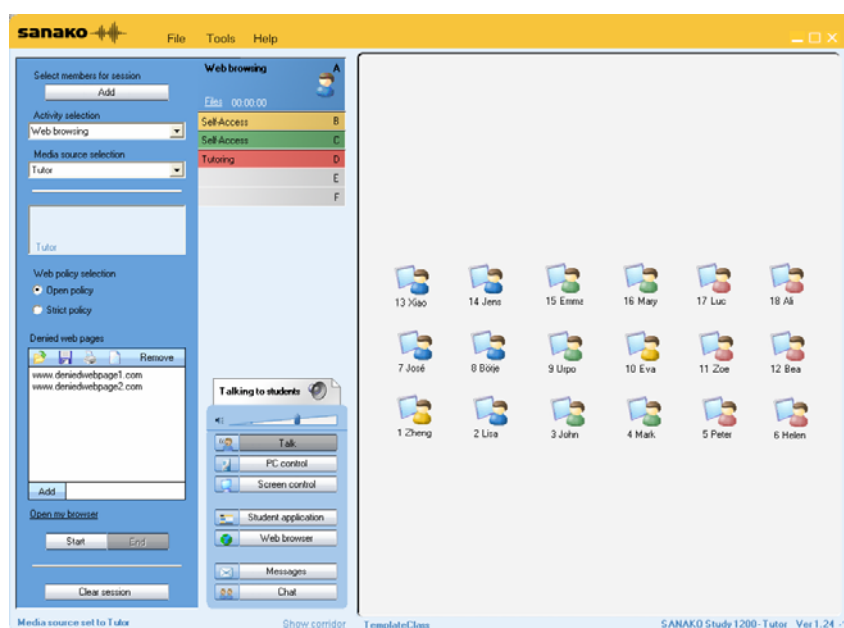 sanako
File Tools Help
Select members for session
Add
Activity selection
Web browsing
Media source selection
Tutor
Tutor
Web policy selection
Open policy
Strict policy
Denied web pages
Remove
www.deniedwebpage1.com
www.deniedwebpage2.com
Add
Open my browser
Start End
Clear session
Media source set to Tutor
Web browsing A
Files 00:00:00
Self-Access B
Self-Access C
Tutoring D
E
F
Talking to students
Talk
PC control
Screen control
Student application
Web browser
Messages
Chat
Show corridor
13 Xiao 14 Jens 15 Emma 16 Mary 17 Luc 18 Ali
7 José 8 Börje 9 Urpo 10 Eva 11 Zoe 12 Bea
1 Zheng 2 Lisa 3 John 4 Mark 5 Peter 6 Helen
TemplateClass
SANAKO Study 1200- Tutor Ver 1.24